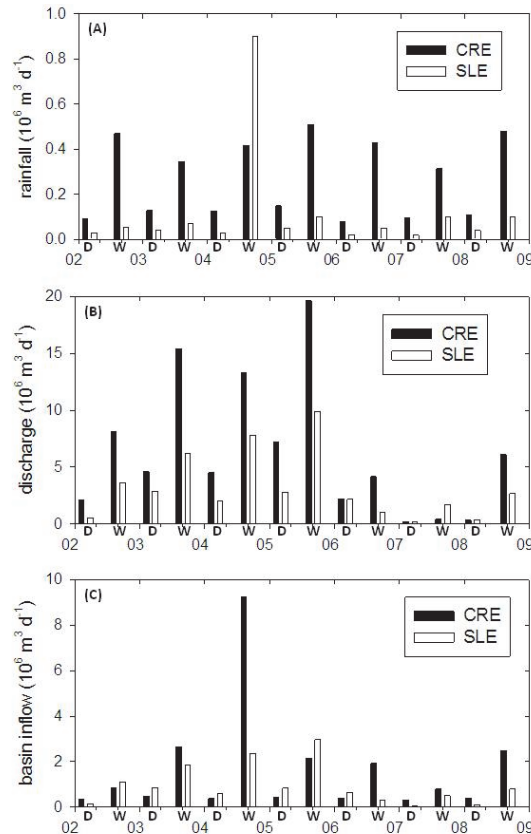 (A)
CRE
SLE
rainfall (10⁶ m³ d⁻¹)
1.0
0.8
0.6
0.4
0.2
0.0
D W D W D W D W D W D W D W
02 03 04 05 06 07 08 09
(B)
CRE
SLE
discharge (10⁶ m³ d⁻¹)
20
15
10
5
0
D W D W D W D W D W D W D W
02 03 04 05 06 07 08 09
(C)
CRE
SLE
basin inflow (10⁶ m³ d⁻¹)
10
8
6
4
2
0
D W D W D W D W D W D W D W
02 03 04 05 06 07 08 09